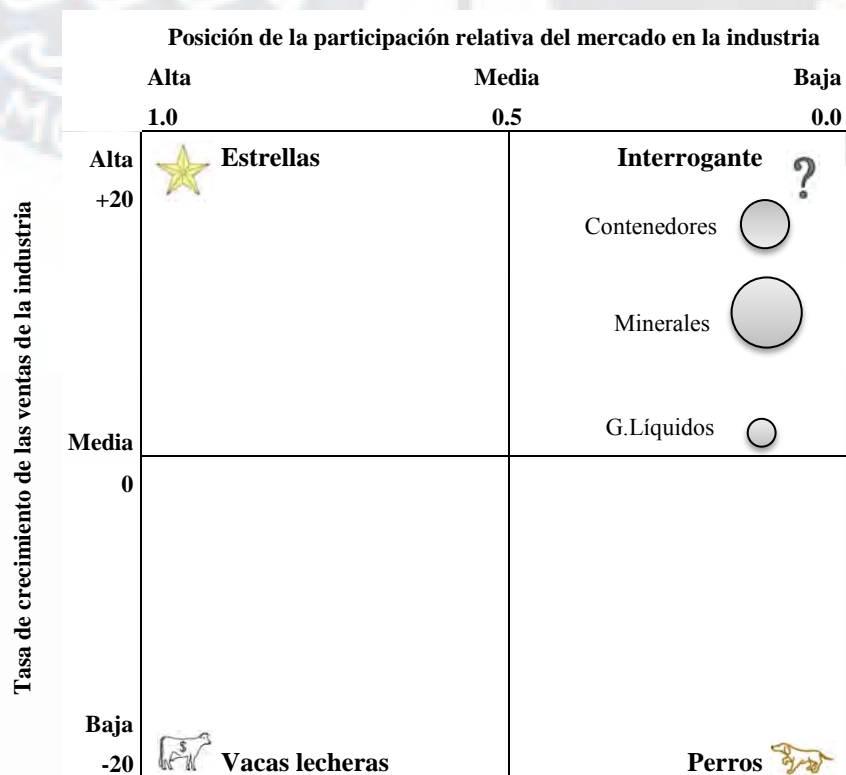 Posición de la participación relativa del mercado en la industria
Alta Media Baja
1.0 0.5 0.0
Tasa de crecimiento de las ventas de la industria
Alta Estrellas Interrogante ?
+20
Contenedores
Minerales
G.Líquidos
Media
0
Baja
-20 $ Vacas lecheras Perros